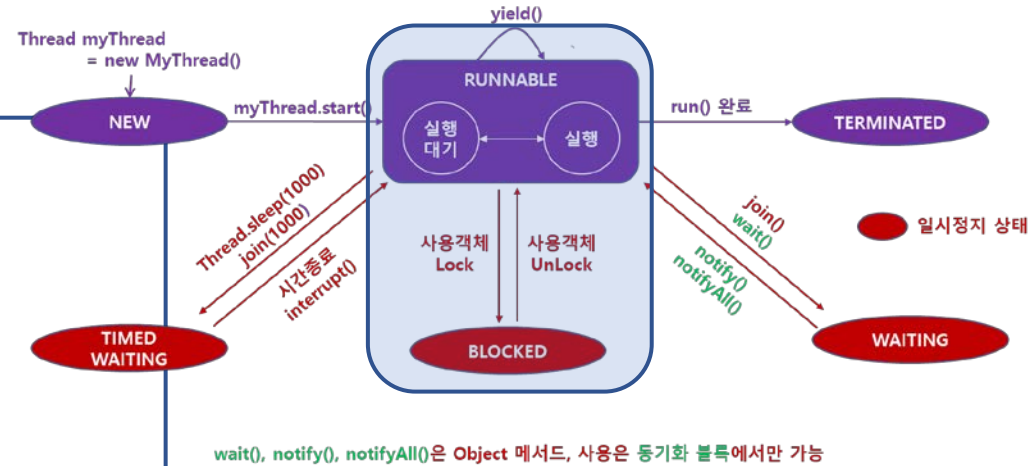 yield()
Thread myThread
= new MyThread()
RUNNABLE
NEW
myThread.start()
실행
대기
실행
run() 완료
TERMINATED
Thread.sleep(1000)
join(1000)
시간종료
interrupt()
사용객체
Lock
사용객체
UnLock
join()
wait()
notify()
notifyAll()
일시정지 상태
TIMED
WAITING
BLOCKED
WAITING
wait(), notify(), notifyAll()은 Object 메서드, 사용은 동기화 블록에서만 가능